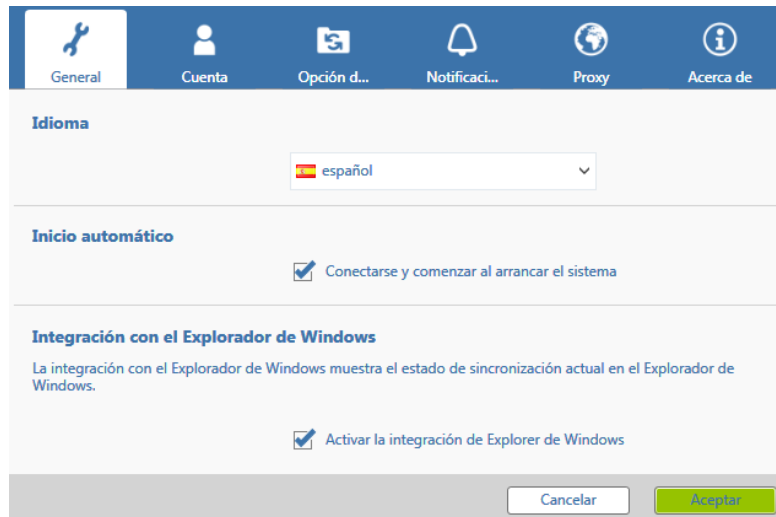 General
Cuenta
Opción d...
Notificaci...
Proxy
Acerca de
Idioma
español
Inicio automático
Conectarse y comenzar al arrancar el sistema
Integración con el Explorador de Windows
La integración con el Explorador de Windows muestra el estado de sincronización actual en el Explorador de
Windows.
Activar la integración de Explorer de Windows
Cancelar
Aceptar